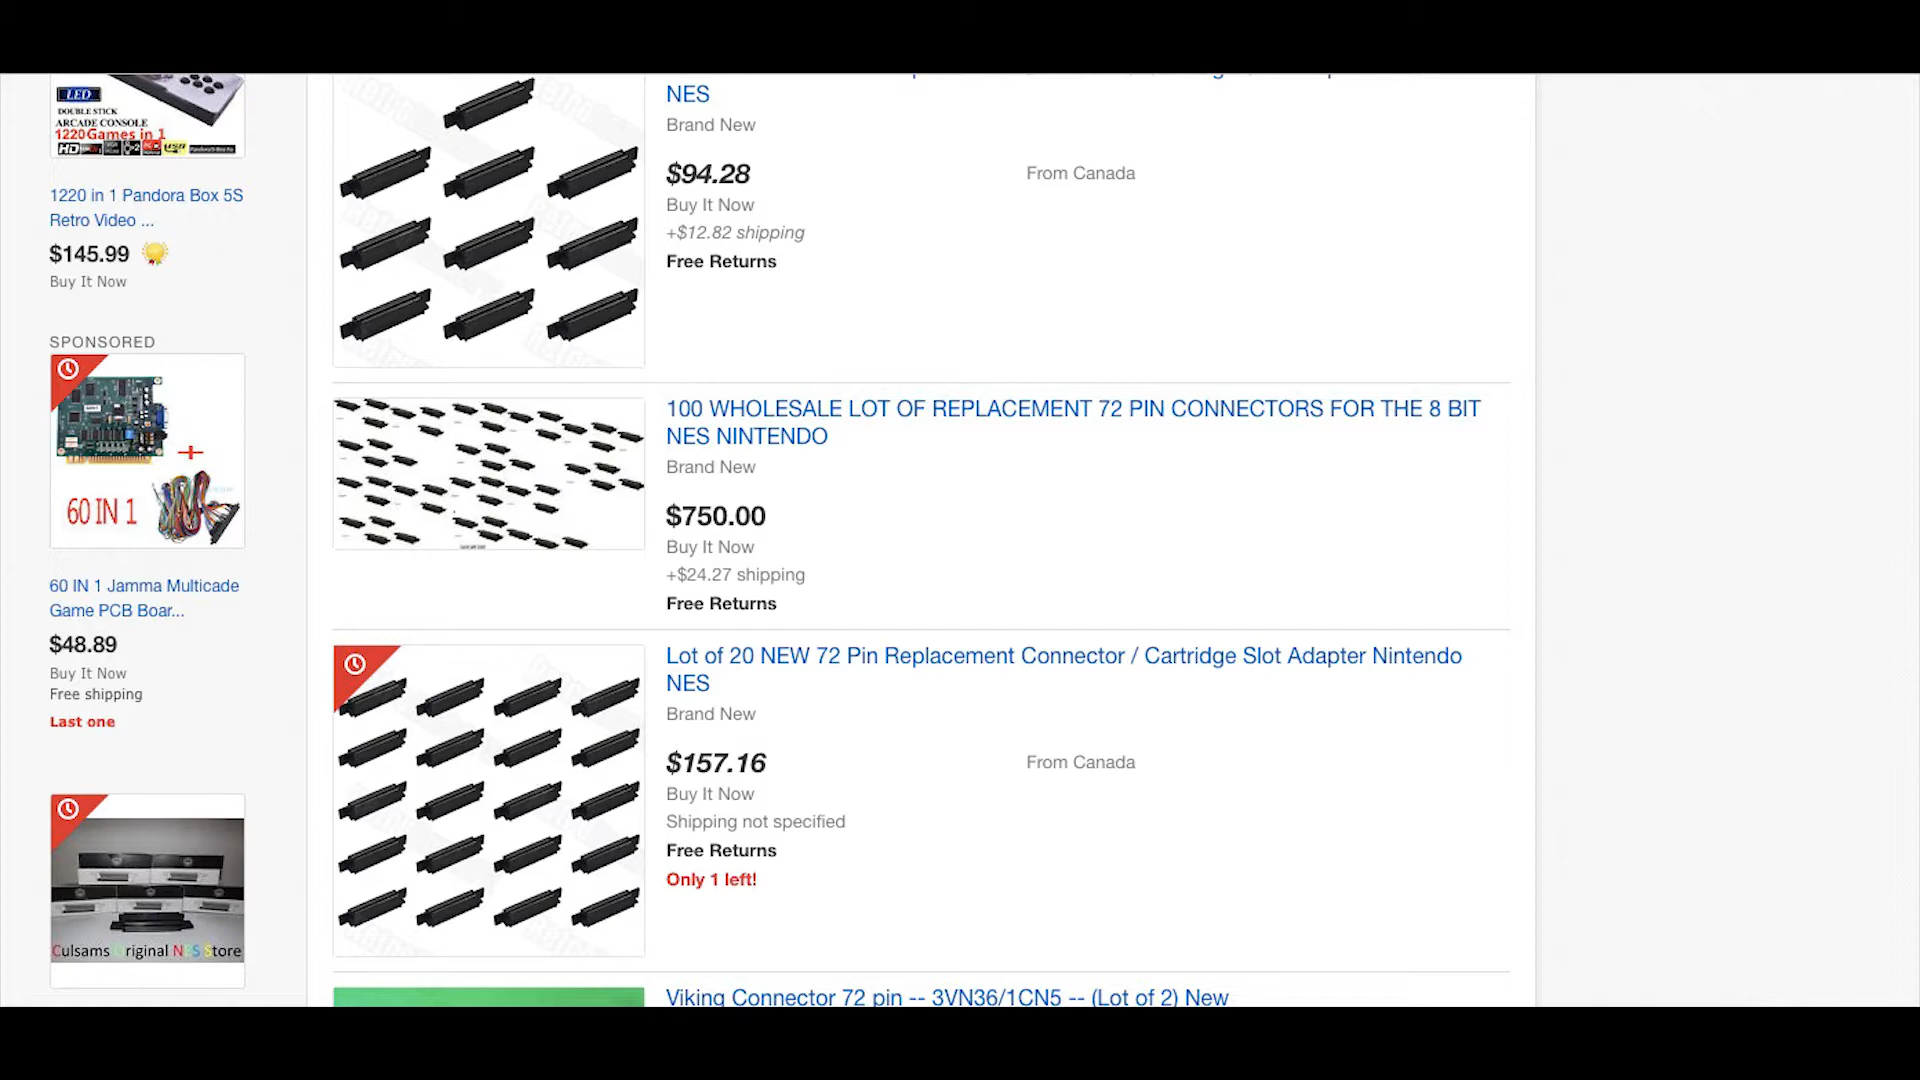 LED
DOUBLE STICK
ARCADE CONSOLE
1220Games in 1
HD
USB
1220 in 1 Pandora Box 5S
Retro Video ...
$145.99
Buy It Now
SPONSORED
60 IN 1
60 IN 1 Jamma Multicade
Game PCB Boar...
$48.89
Buy It Now
Free shipping
Last one
Culsams Original NES Store
NES
Brand New
$94.28
From Canada
Buy It Now
+$12.82 shipping
Free Returns
100 WHOLESALE LOT OF REPLACEMENT 72 PIN CONNECTORS FOR THE 8 BIT
NES NINTENDO
Brand New
$750.00
Buy It Now
+$24.27 shipping
Free Returns
Lot of 20 NEW 72 Pin Replacement Connector / Cartridge Slot Adapter Nintendo
NES
Brand New
$157.16
From Canada
Buy It Now
Shipping not specified
Free Returns
Only 1 left!
Viking Connector 72 pin -- 3VN36/1CN5 -- (Lot of 2) New